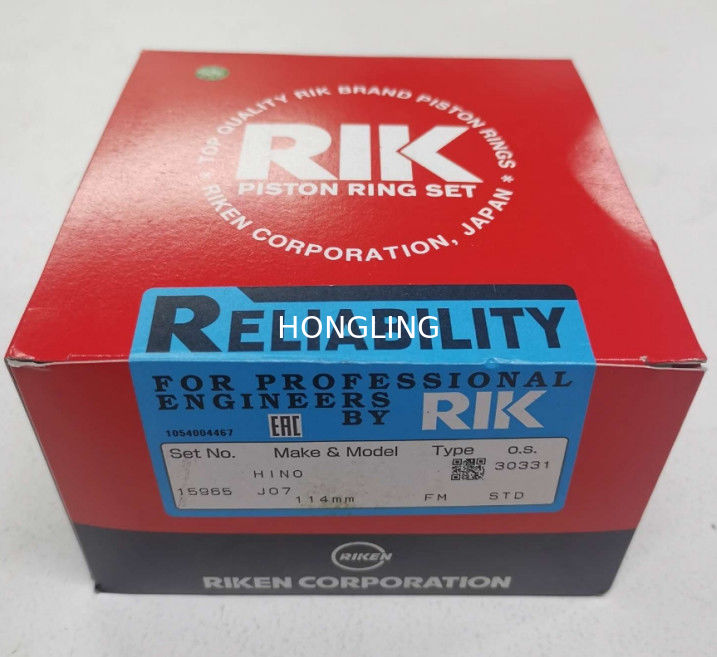 * TOP QUALITY RIK BRAND PISTON RINGS *
RIK
PISTON RING SET
RIKEN CORPORATION, JAPAN
RELIABILITY
HONGLING
FOR PROFESSIONAL
ENGINEERS
BY RIK
1054004467
EAC
Set No. Make & Model Type o.s.
HINO 30331
15965 J07
114mm FM STD
RIKEN
RIKEN CORPORATION